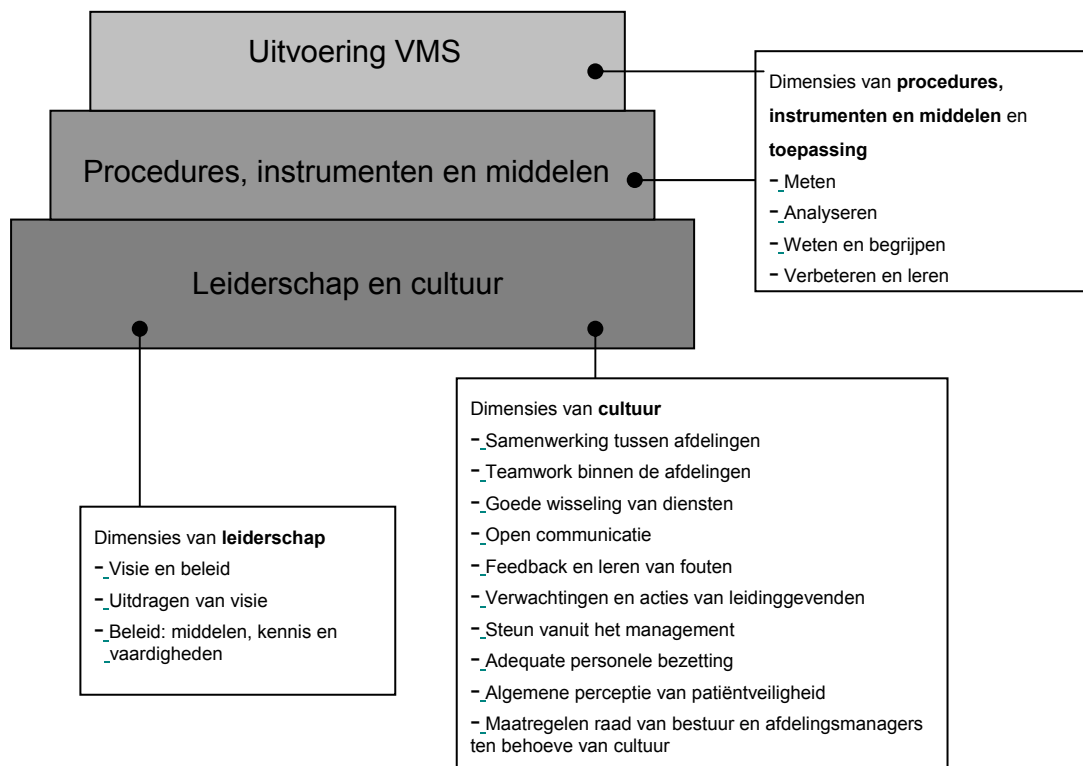 Uitvoering VMS
Procedures, instrumenten en middelen
Leiderschap en cultuur
Dimensies van procedures,
instrumenten en middelen en
toepassing
- Meten
- Analyseren
- Weten en begrijpen
- Verbeteren en leren
Dimensies van leiderschap
- Visie en beleid
- Uitdragen van visie
- Beleid: middelen, kennis en
vaardigheden
Dimensies van cultuur
- Samenwerking tussen afdelingen
- Teamwork binnen de afdelingen
- Goede wisseling van diensten
- Open communicatie
- Feedback en leren van fouten
- Verwachtingen en acties van leidinggevenden
- Steun vanuit het management
- Adequate personele bezetting
- Algemene perceptie van patiëntveiligheid
- Maatregelen raad van bestuur en afdelingsmanagers
ten behoeve van cultuur